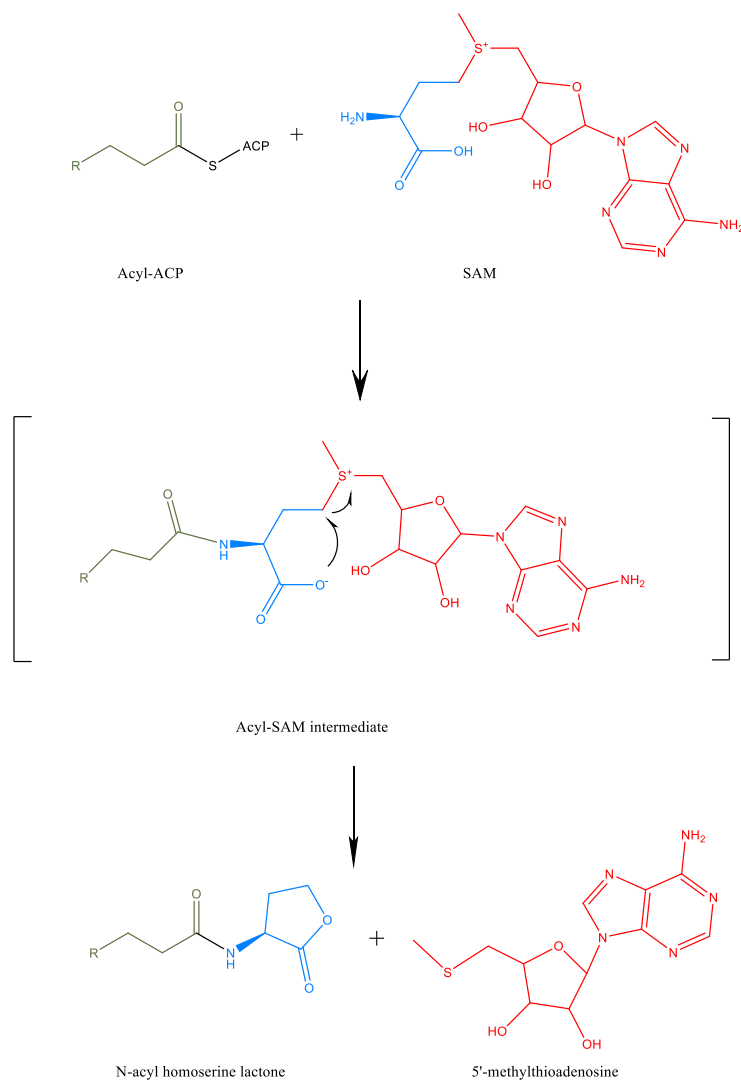 S⁺
O
O
H₂N
HO
N
N
ACP
+
OH
R
S
O
HO
N
N
NH₂
Acyl-ACP
SAM
S⁺
O
O
N
N
R
N
H
O⁻
HO
NH₂
O
OH
N
N
Acyl-SAM intermediate
NH₂
O
N
N
O
+
O
N
N
R
N
H
S
O
HO
OH
N-acyl homoserine lactone
5'-methylthioadenosine